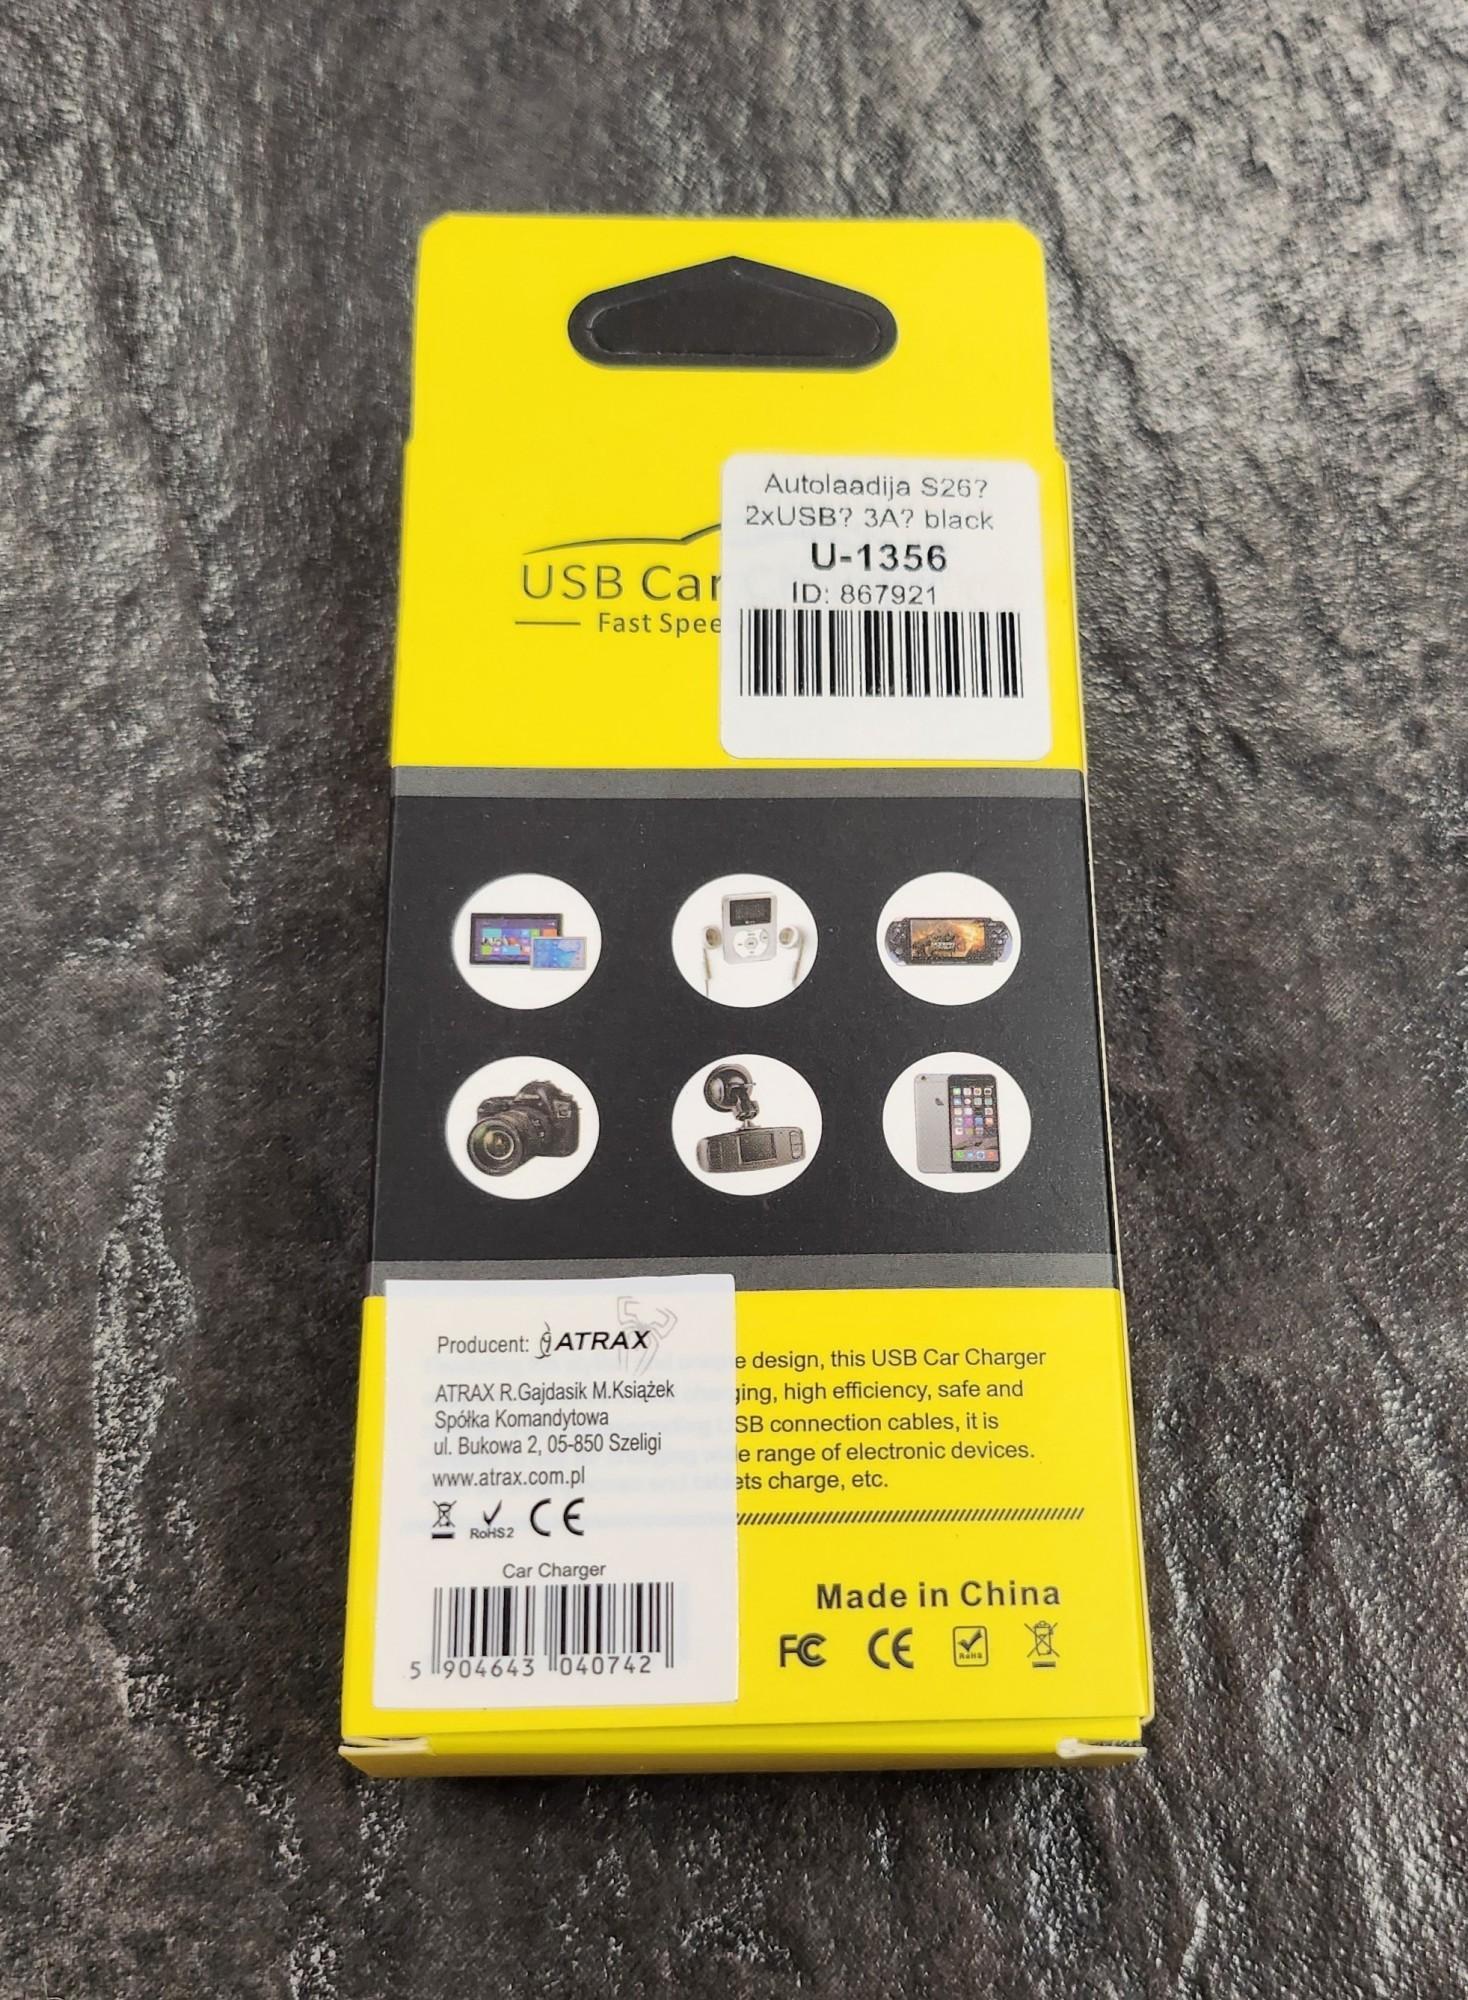 Autolaadija S26?
2xUSB? 3A? black
U-1356
ID: 867921
USB Car
Fast Spee
Producent: ATRAX
ATRAX R.Gajdasik M.Książek
Spółka Komandytowa
ul. Bukowa 2, 05-850 Szeligi
www.atrax.com.pl
RoHS2 CE
Car Charger
5 904643 040742
e design, this USB Car Charger
ging, high efficiency, safe and
SB connection cables, it is
e range of electronic devices.
ets charge, etc.
Made in China
FC CE RoHS